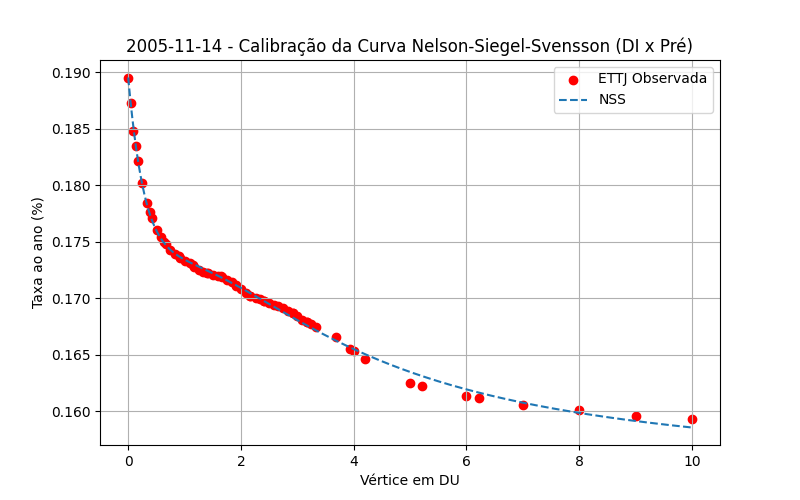 2005-11-14 - Calibração da Curva Nelson-Siegel-Svensson (DI x Pré)
ETTJ Observada
NSS
Taxa ao ano (%)
0.190
0.185
0.180
0.175
0.170
0.165
0.160
0 2 4 6 8 10
Vértice em DU